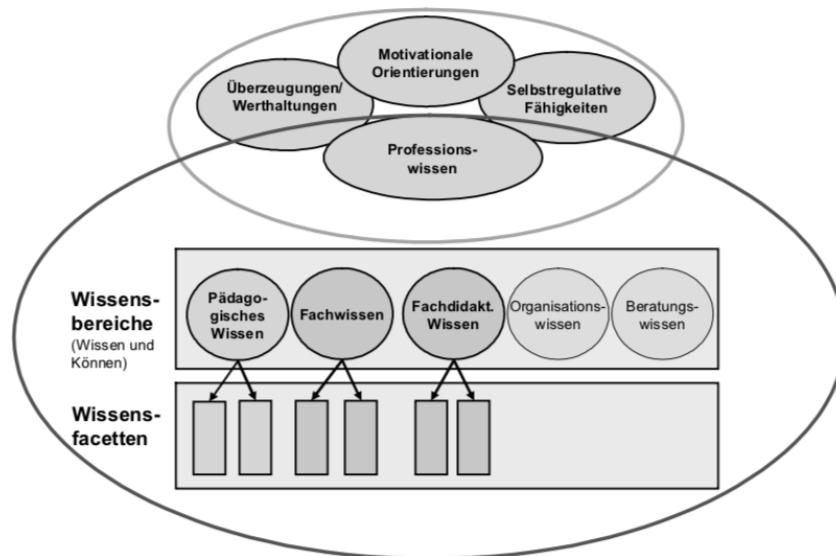 Motivationale
Orientierungen
Überzeugungen/
Werthaltungen
Selbstregulative
Fähigkeiten
Professions-
wissen
Wissens-
bereiche
(Wissen und
Können)
Pädago-
gisches
Wissen
Fachwissen
Fachdidakt.
Wissen
Organisations-
wissen
Beratungs-
wissen
Wissens-
facetten